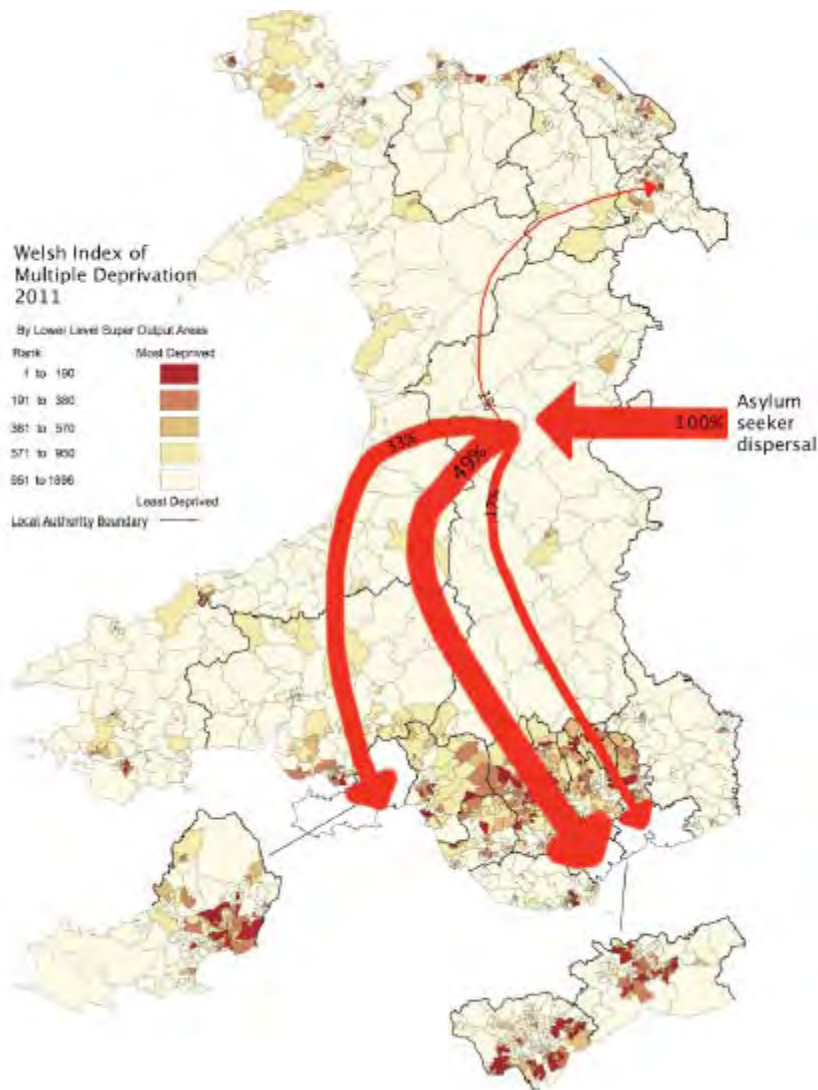 Welsh Index of
Multiple Deprivation
2011
By Lower Level Super Output Areas
Rank Most Deprived
1 to 190
191 to 380
381 to 570
571 to 950
951 to 1896
Least Deprived
Local Authority Boundary
1%
33%
49%
17%
100%
Asylum
seeker
dispersal